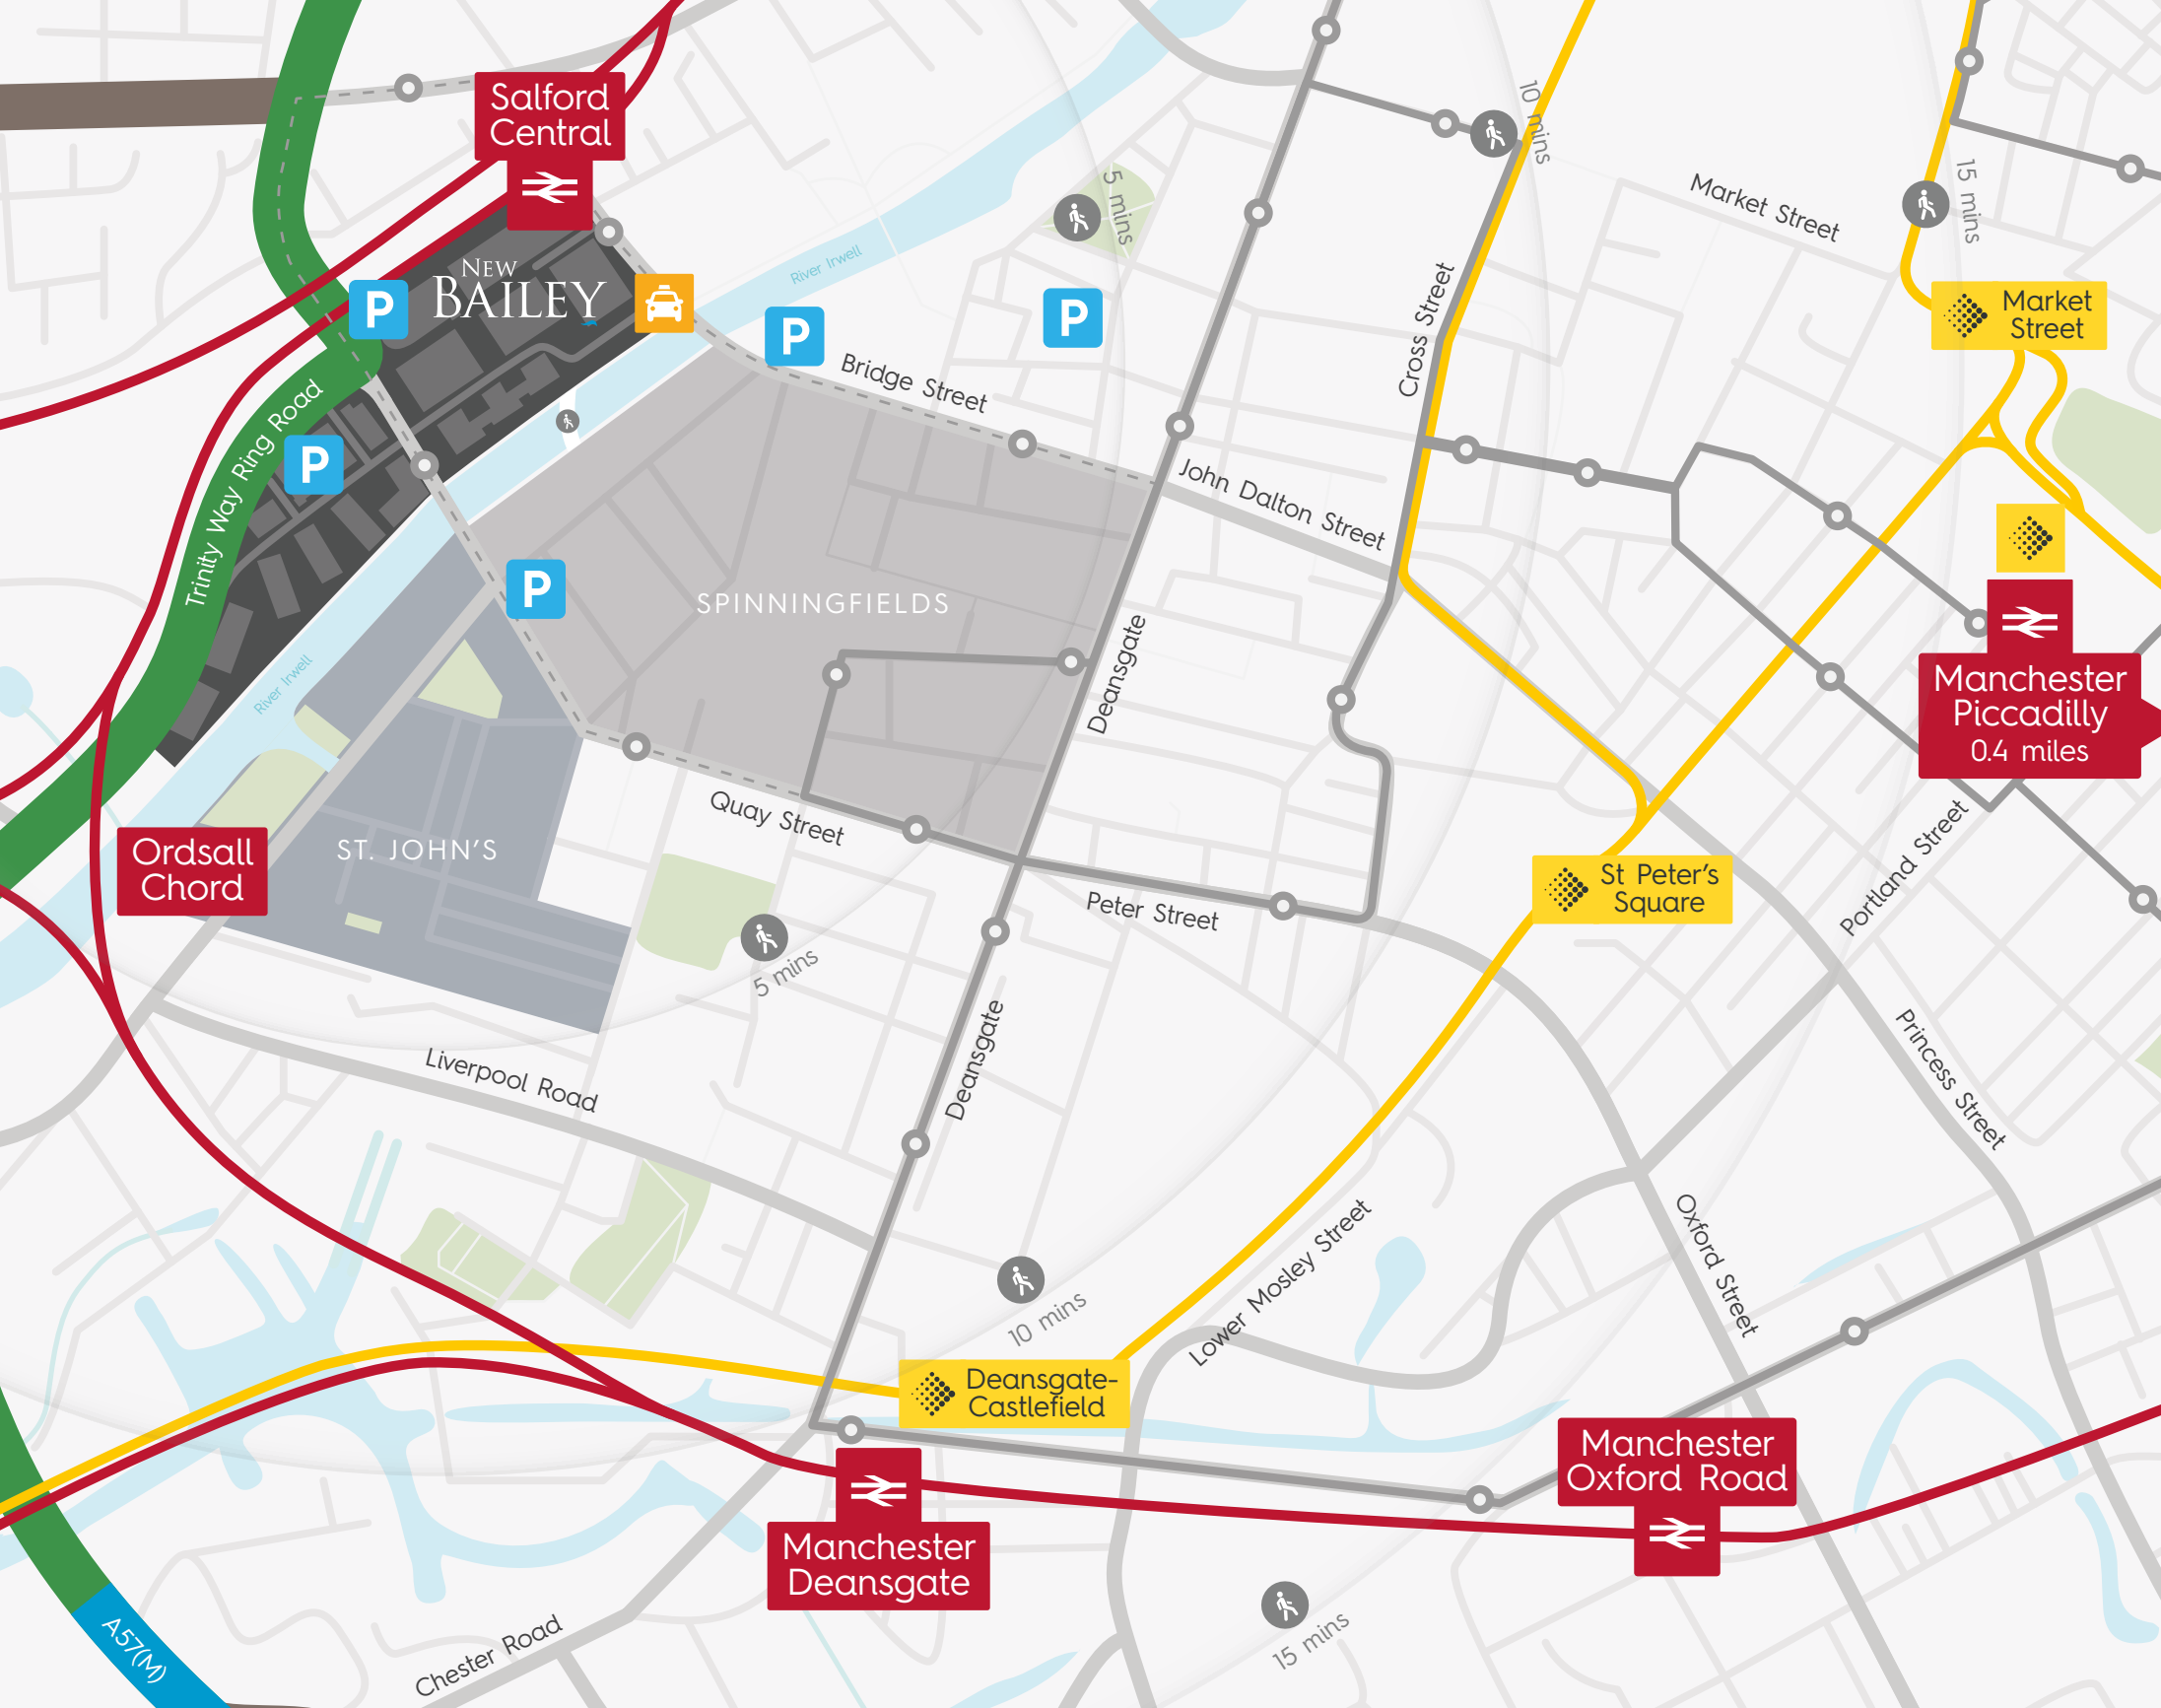 Salford
Central
10 mins
15 mins
Market Street
5 mins
River Irwell
NEW
BAILEY
P
P
P
Market
Street
Cross Street
Bridge Street
Trinity Way Ring Road
P
John Dalton Street
P
SPINNINGFIELDS
River Irwell
Deansgate
Manchester
Piccadilly
0.4 miles
Quay Street
ST. JOHN'S
Ordsall
Chord
St Peter's
Square
Portland Street
Peter Street
5 mins
Deansgate
Liverpool Road
Princess Street
Oxford Street
Lower Mosley Street
10 mins
Deansgate-
Castlefield
Manchester
Oxford Road
Manchester
Deansgate
A57(M)
Chester Road
15 mins